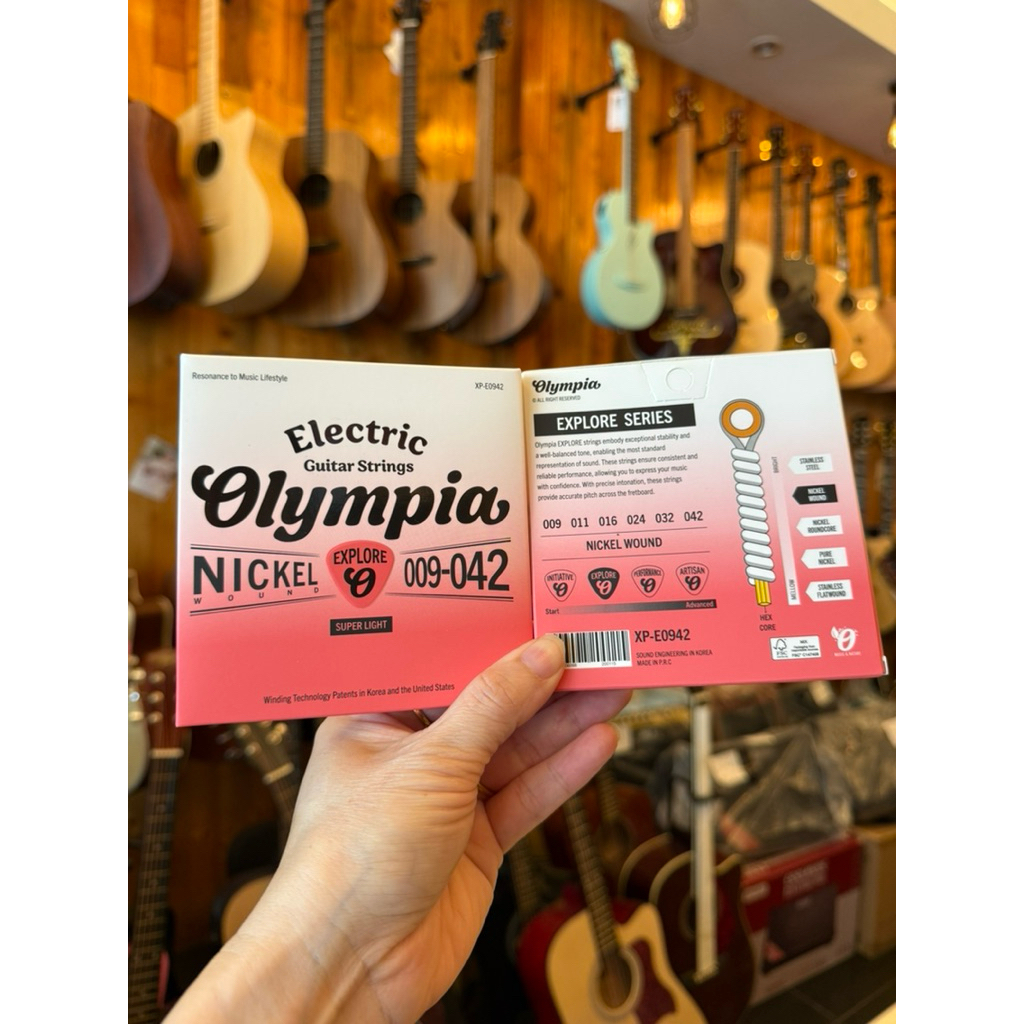 Resonance to Music Lifestyle
XP-E0942
Electric
Guitar Strings
Olympia
NICKEL
WOUND
EXPLORE
009-042
SUPER LIGHT
Winding Technology Patents in Korea and the United States
Olympia
® ALL RIGHT RESERVED
EXPLORE SERIES
Olympia EXPLORE strings embody exceptional stability and
a well-balanced tone, enabling the most standard
representation of sound. These strings ensure consistent and
reliable performance, allowing you to express your music
with confidence. With precise intonation, these strings
provide accurate pitch across the fretboard.
009 011 016 024 032 042
NICKEL WOUND
INITIATIVE EXPLORE PERFORMANCE ARTISAN
Start Advanced
XP-E0942
SOUND ENGINEERING IN KOREA
MADE IN P.R.C
BRIGHT
MELLOW
STAINLESS
STEEL
NICKEL
WOUND
NICKEL
ROUNDCORE
PURE
NICKEL
STAINLESS
FLATWOUND
HEX
CORE
FSC
MIX